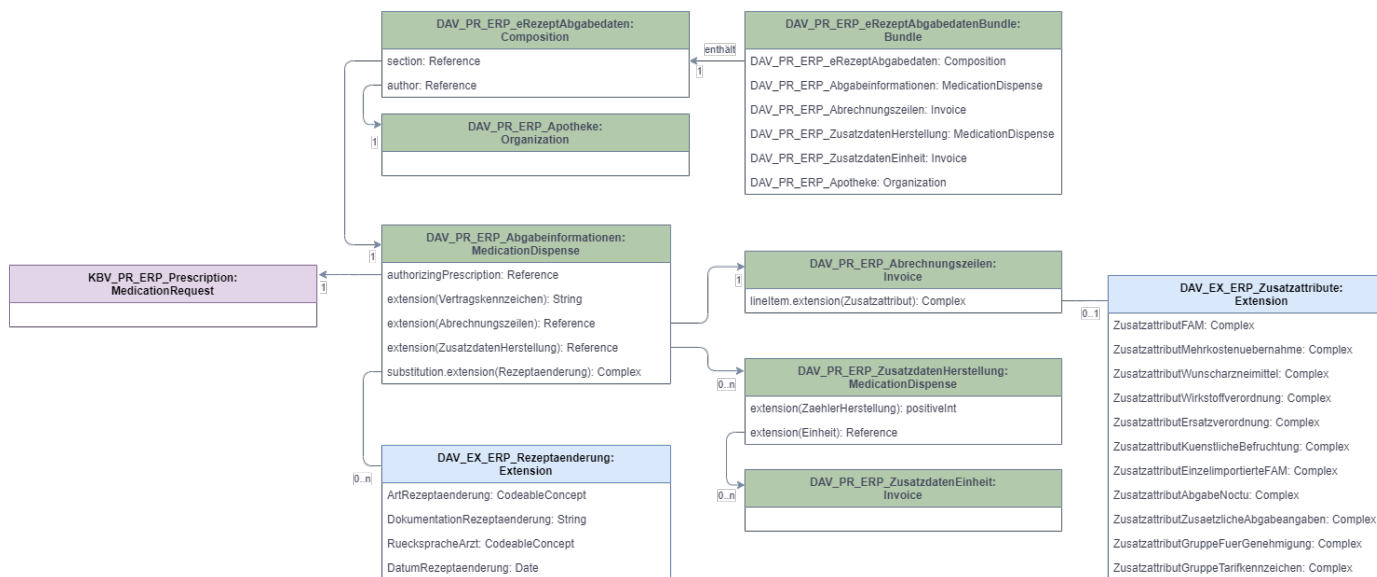 DAV_PR_ERP_eRezeptAbgabedaten:
Composition
section: Reference
author: Reference
1
enthält
1
DAV_PR_ERP_eRezeptAbgabedatenBundle:
Bundle
DAV_PR_ERP_eRezeptAbgabedaten: Composition
DAV_PR_ERP_Abgabeinformationen: MedicationDispense
DAV_PR_ERP_Abrechnungszeilen: Invoice
DAV_PR_ERP_ZusatzdatenHerstellung: MedicationDispense
DAV_PR_ERP_ZusatzdatenEinheit: Invoice
DAV_PR_ERP_Apotheke: Organization
DAV_PR_ERP_Apotheke:
Organization
1
KBV_PR_ERP_Prescription:
MedicationRequest
1
DAV_PR_ERP_Abgabeinformationen:
MedicationDispense
authorizingPrescription: Reference
extension(Vertragskennzeichen): String
extension(Abrechnungszeilen): Reference
extension(ZusatzdatenHerstellung): Reference
substitution.extension(Rezeptaenderung): Complex
1
DAV_PR_ERP_Abrechnungszeilen:
Invoice
lineItem.extension(Zusatzattribut): Complex
0..1
0..n
DAV_PR_ERP_ZusatzdatenHerstellung:
MedicationDispense
extension(ZaehlerHerstellung): positiveInt
extension(Einheit): Reference
0..n
DAV_PR_ERP_ZusatzdatenEinheit:
Invoice
0..n
DAV_EX_ERP_Rezeptaenderung:
Extension
ArtRezeptaenderung: CodeableConcept
DokumentationRezeptaenderung: String
RueckspracheArzt: CodeableConcept
DatumRezeptaenderung: Date
DAV_EX_ERP_Zusatzattribute:
Extension
ZusatzattributFAM: Complex
ZusatzattributMehrkostenuebernahme: Complex
ZusatzattributWunscharzneimittel: Complex
ZusatzattributWirkstoffverordnung: Complex
ZusatzattributErsatzverordnung: Complex
ZusatzattributKuenstlicheBefruchtung: Complex
ZusatzattributEinzelimportierteFAM: Complex
ZusatzattributAbgabeNoctu: Complex
ZusatzattributZusaetzlicheAbgabeangaben: Complex
ZusatzattributGruppeFuerGenehmigung: Complex
ZusatzattributGruppeTarifkennzeichen: Complex